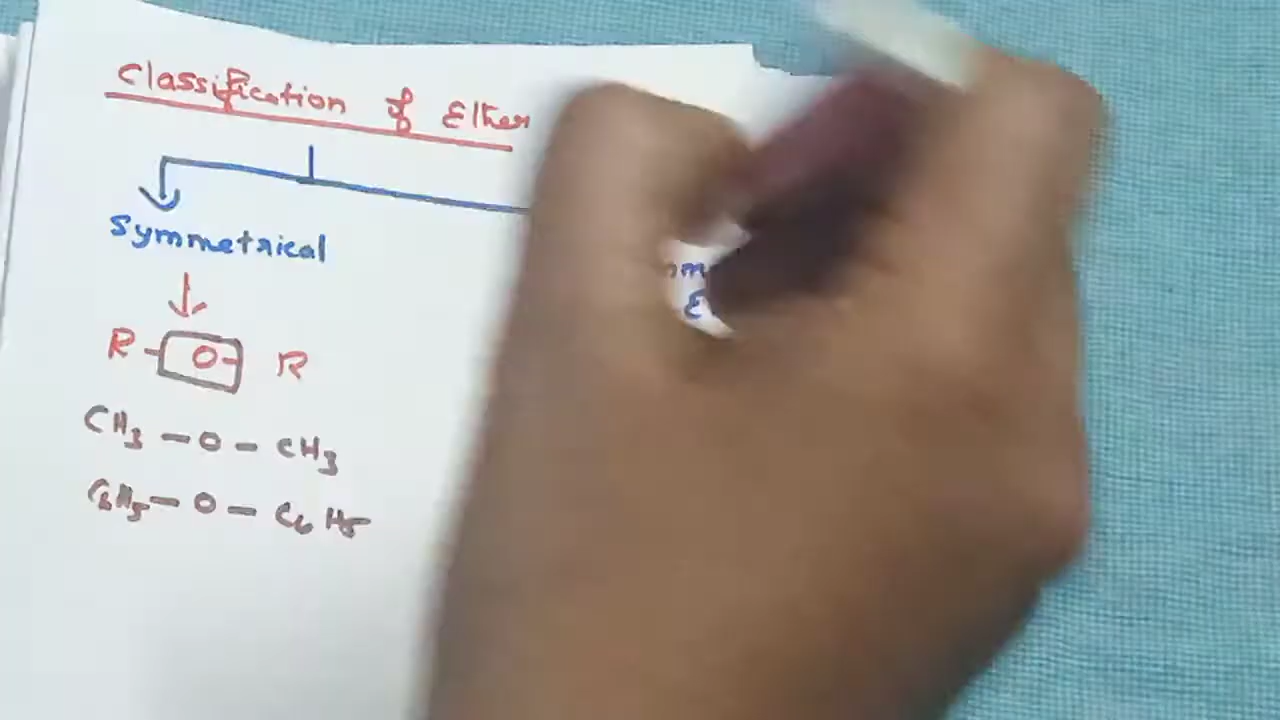 Classification of Ether
Symmetrical
R-O- R
CH3 - O - CH3
C6H5 - O - C6H5